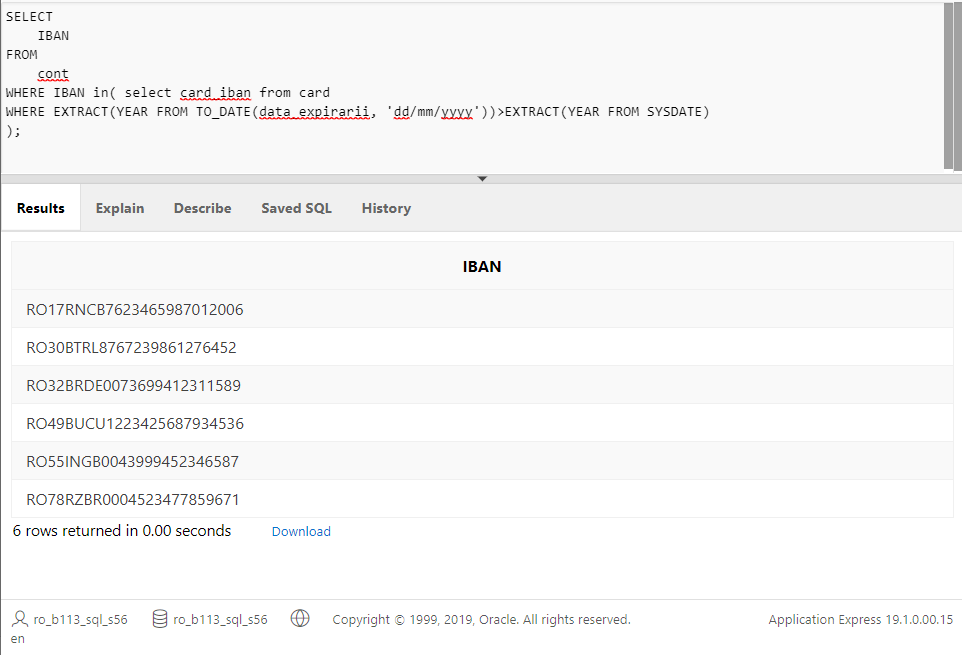 SELECT
IBAN
FROM
cont
WHERE IBAN in( select card_iban from card
WHERE EXTRACT(YEAR FROM TO_DATE(data_expirarii, 'dd/mm/yyyy'))>EXTRACT(YEAR FROM SYSDATE)
);
Results Explain Describe Saved SQL History
IBAN
RO17RNCB7623465987012006
RO30BTRL8767239861276452
RO32BRDE0073699412311589
RO49BUCU1223425687934536
RO55INGB0043999452346587
RO78RZBR0004523477859671
6 rows returned in 0.00 seconds Download
ro_b113_sql_s56 ro_b113_sql_s56 Copyright © 1999, 2019, Oracle. All rights reserved. Application Express 19.1.0.00.15
en